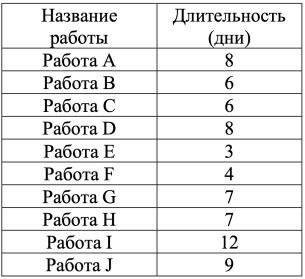 Название работы Длительность (дни)
Работа A 8
Работа B 6
Работа C 6
Работа D 8
Работа E 3
Работа F 4
Работа G 7
Работа H 7
Работа I 12
Работа J 9